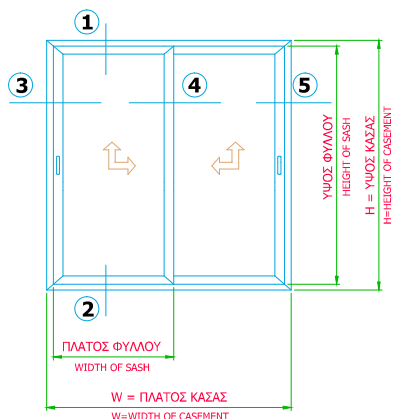 1
3
4
5
2
ΥΨΟΣ ΦΥΛΛΟΥ
HEIGHT OF SASH
H = ΥΨΟΣ ΚΑΣΑΣ
H=HEIGHT OF CASEMENT
ΠΛΑΤΟΣ ΦΥΛΛΟΥ
WIDTH OF SASH
W = ΠΛΑΤΟΣ ΚΑΣΑΣ
W=WIDTH OF CASEMENT